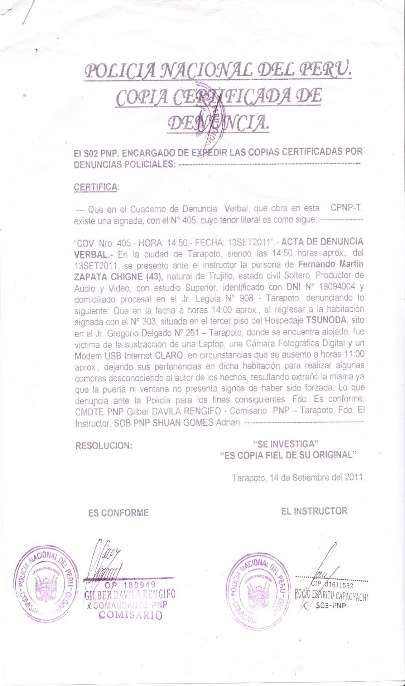 POLICIA NACIONAL DEL PERU.
COPIA CERTIFICADA DE
DENUNCIA.
El S02 PNP. ENCARGADO DE EXPEDIR LAS COPIAS CERTIFICADAS POR
DENUNCIAS POLICIALES:
CERTIFICA:
--- Que en el Cuaderno de Denuncia Verbal, que obra en esta CPNP-T.
existe una signada, con el N° 405, cuyo tenor literal es como sigue:
"CDV. Nro. 405.- HORA: 14:50.- FECHA: 13SET2011".- ACTA DE DENUNCIA
VERBAL.- En la ciudad de Tarapoto, siendo las 14:50 horas aprox., del
13SET2011, se presento ante el instructor la persona de Fernando Martin
ZAPATA CHIGNE (43), natural de Trujillo, estado civil Soltero, Productor de
Audio y Video, con estudio Superior, identificado con DNI N° 18094004 y
domiciliado procesal en el Jr. Leguía N° 908 - Tarapoto, denunciando lo
siguiente: Que en la fecha a horas 14:00 aprox., al regresar a la habitación
signada con el N° 303, situada en el tercer piso del Hospedaje TSUNODA, sito
en el Jr. Gregorio Delgado N° 251 – Tarapoto, donde se encuentra alojado, fue
víctima de la sustracción de una Laptop, una Cámara Fotográfica Digital y un
Modem USB Internet CLARO, en circunstancias que se ausento a horas 11:00
aprox., dejando sus pertenencias en dicha habitación para realizar algunas
compras desconociendo al autor de los hechos, resultando extraño la misma ya
que la puerta ni ventana no presenta signos de haber sido forzada. Lo que
denuncia ante la Policía para los fines consiguientes. Fdo. Es conforme.
CMDTE PNP Gilber DAVILA RENGIFO - Comisario PNP – Tarapoto. Fdo. El
Instructor. SOB PNP SHUAN GOMES Adrian.
RESOLUCION: "SE INVESTIGA"
"ES COPIA FIEL DE SU ORIGINAL"
Tarapoto, 14 de Setiembre del 2011.
ES CONFORME EL INSTRUCTOR
POLICIA NACIONAL DEL PERU
OP. 180949
GILBER DAVILA RENGIFO
COMANDANTE PNP
COMISARIO
POLICIA NACIONAL DEL PERU
CIP. 31611532
ESPIRITU
SO3-PNP